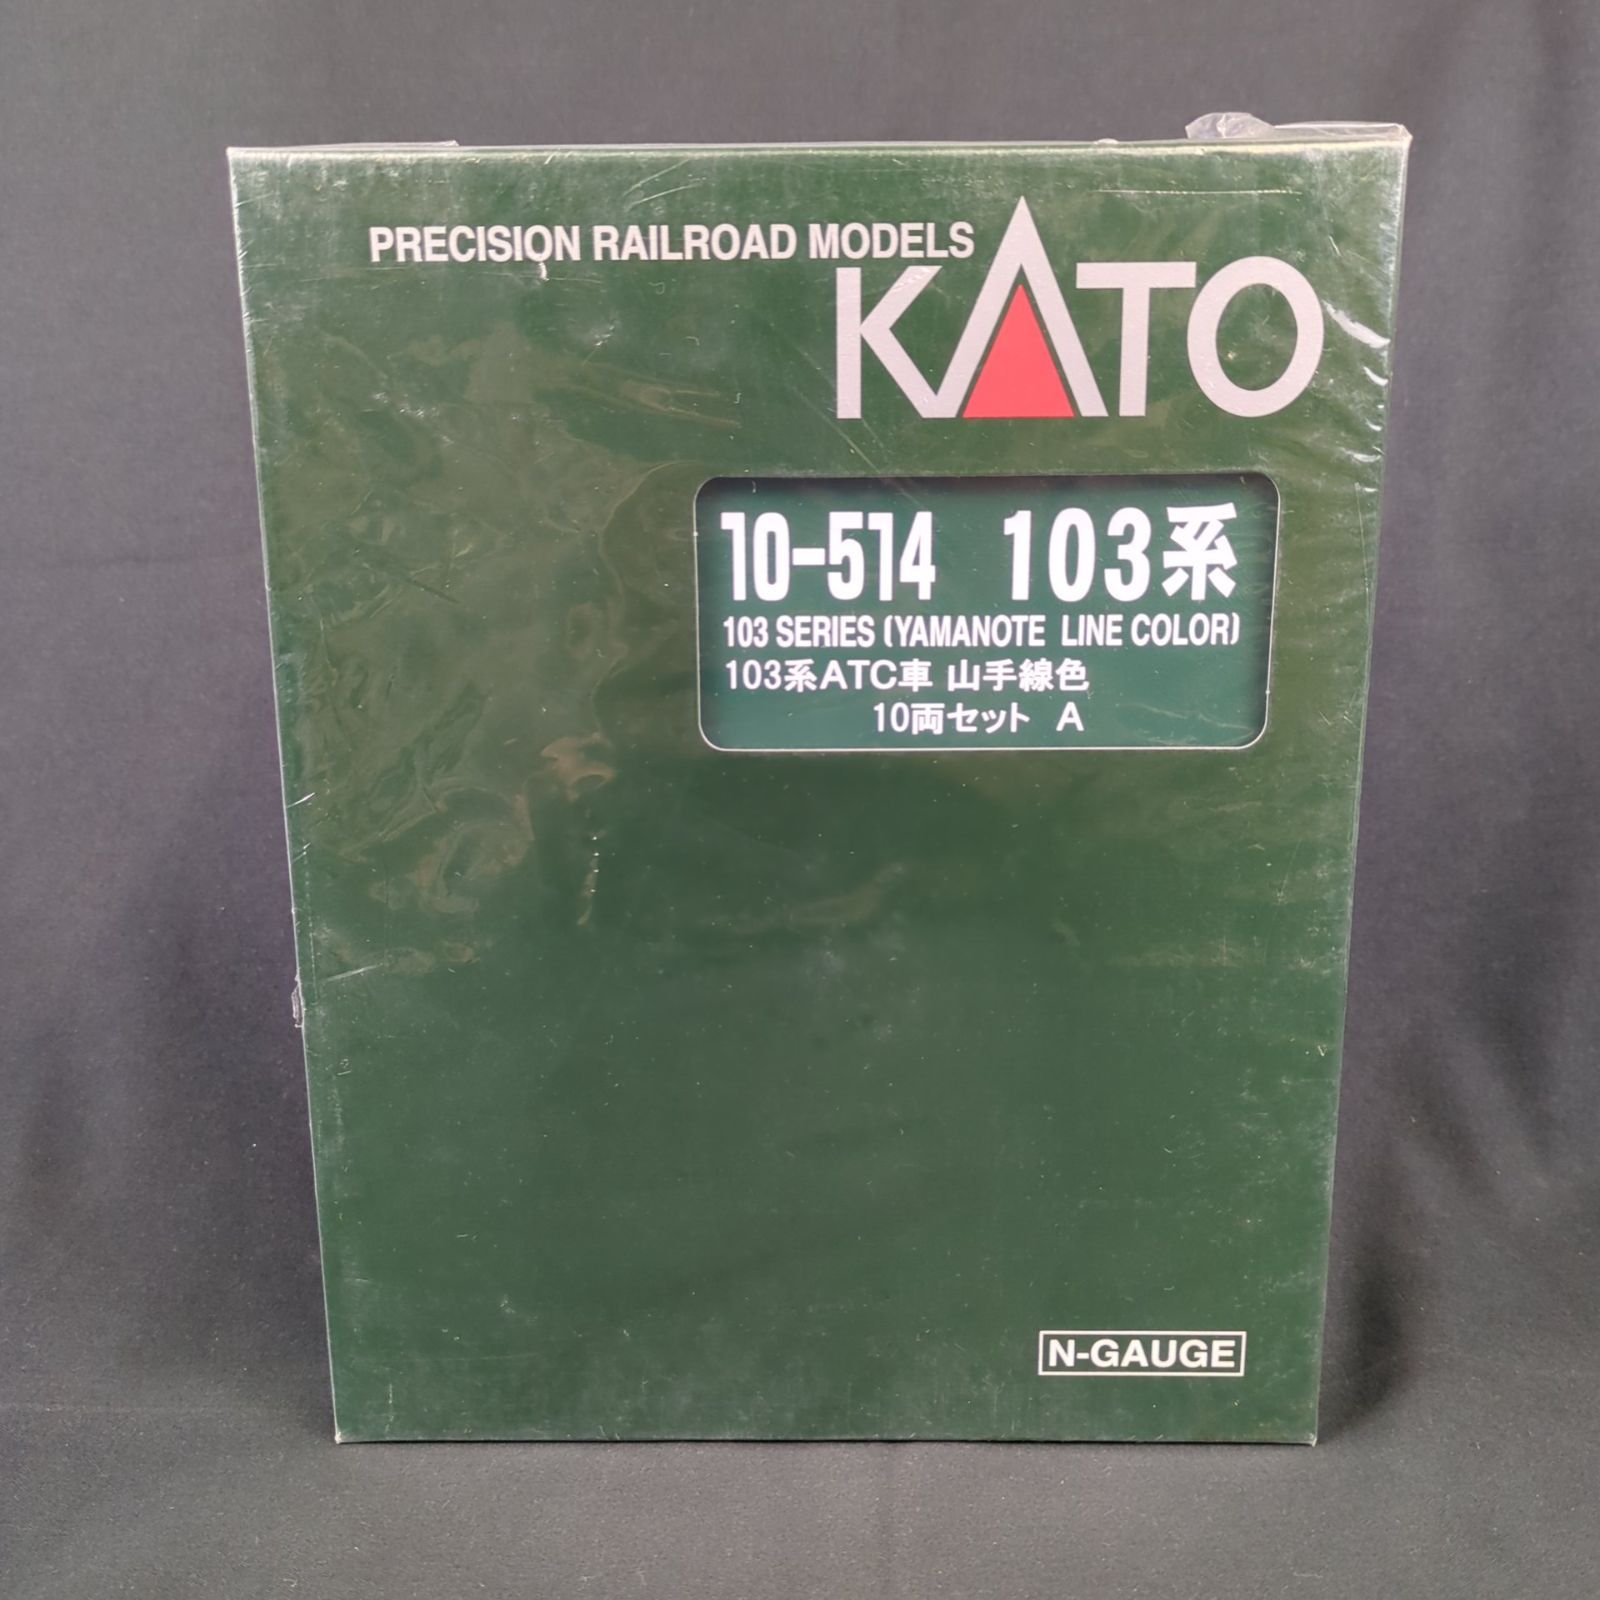 PRECISION RAILROAD MODELS
KATO
10-514 103系
103 SERIES (YAMANOTE LINE COLOR)
103系ATC車 山手線色
10両セット A
N-GAUGE